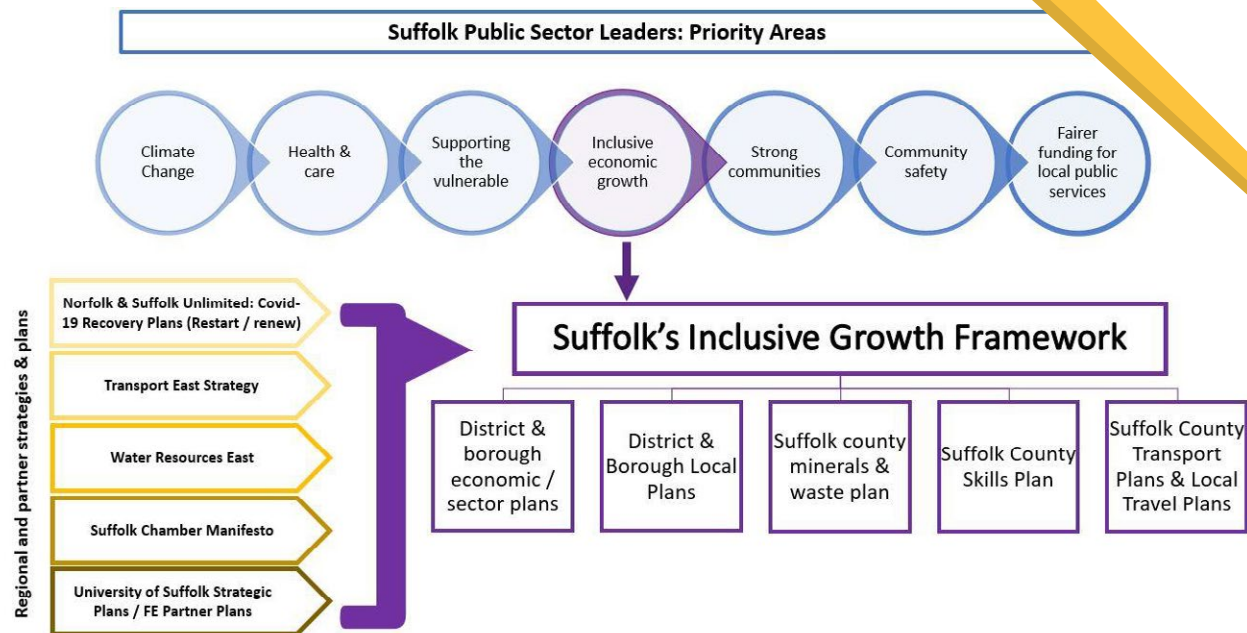 Suffolk Public Sector Leaders: Priority Areas
Climate
Change
Health &
care
Supporting
the
vulnerable
Inclusive
economic
growth
Strong
communities
Community
safety
Fairer
funding for
local public
services
Regional and partner strategies & plans
Norfolk & Suffolk Unlimited: Covid-
19 Recovery Plans (Restart / renew)
Transport East Strategy
Water Resources East
Suffolk Chamber Manifesto
University of Suffolk Strategic
Plans / FE Partner Plans
Suffolk’s Inclusive Growth Framework
District &
borough
economic /
sector plans
District &
Borough Local
Plans
Suffolk county
minerals &
waste plan
Suffolk County
Skills Plan
Suffolk County
Transport
Plans & Local
Travel Plans